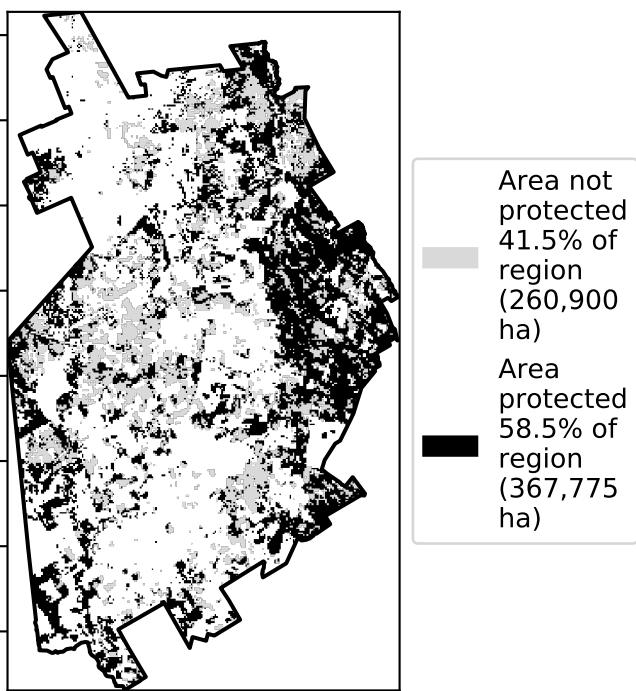 Area not
protected
41.5% of
region
(260,900
ha)
Area
protected
58.5% of
region
(367,775
ha)